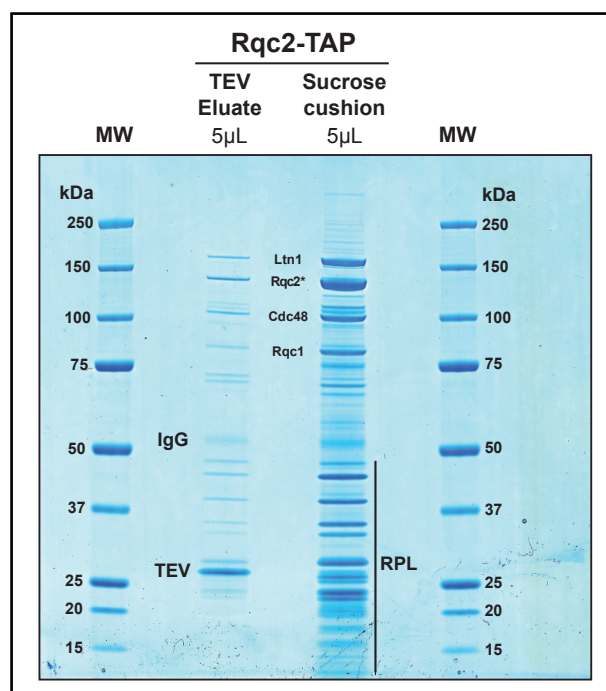 Rqc2-TAP
TEV Sucrose
Eluate cushion
MW 5µL 5µL MW
kDa kDa
250 250
Ltn1
150 150
Rqc2*
100 Cdc48 100
Rqc1
75 75
IgG
50 50
37 37
TEV RPL
25 25
20 20
15 15